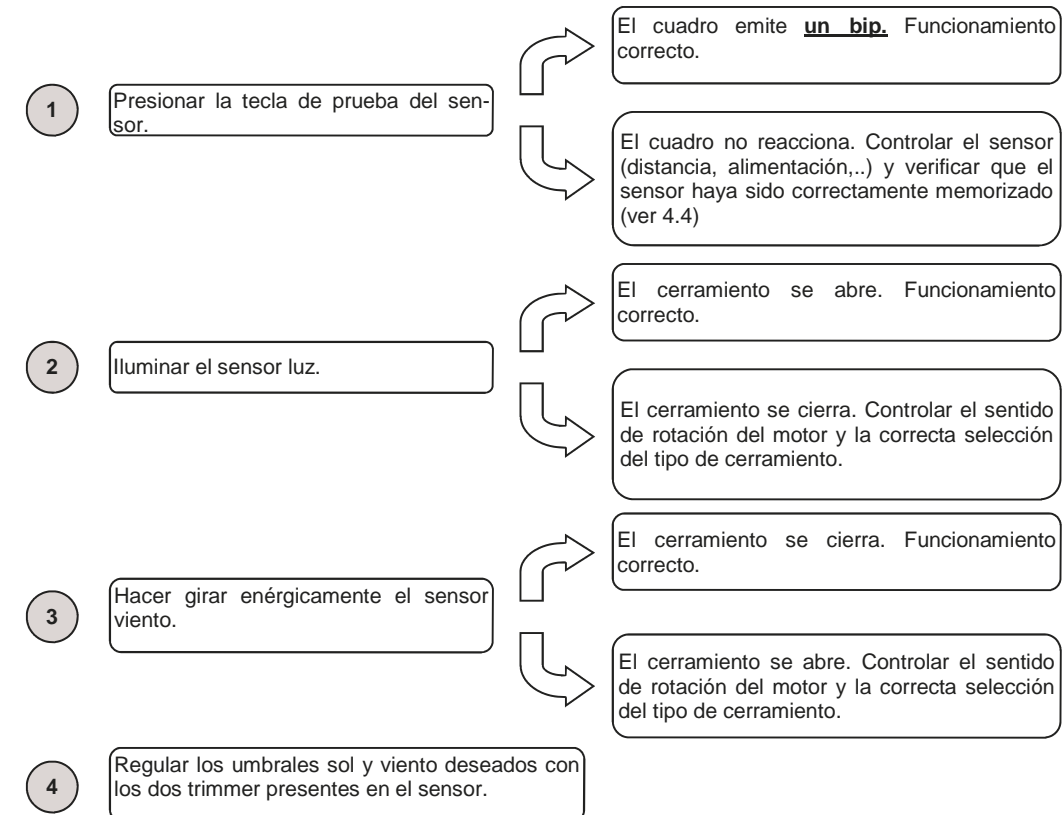 1
Presionar la tecla de prueba del sen-
sor.
El cuadro emite un bip. Funcionamiento
correcto.
El cuadro no reacciona. Controlar el sensor
(distancia, alimentación,..) y verificar que el
sensor haya sido correctamente memorizado
(ver 4.4)
2
Iluminar el sensor luz.
El cerramiento se abre. Funcionamiento
correcto.
El cerramiento se cierra. Controlar el sentido
de rotación del motor y la correcta selección
del tipo de cerramiento.
3
Hacer girar enérgicamente el sensor
viento.
El cerramiento se cierra. Funcionamiento
correcto.
El cerramiento se abre. Controlar el sentido
de rotación del motor y la correcta selección
del tipo de cerramiento.
4
Regular los umbrales sol y viento deseados con
los dos trimmer presentes en el sensor.